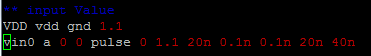 ** input Value
VDD vdd gnd 1.1
vin0 a 0 0 pulse 0 1.1 20n 0.1n 0.1n 20n 40n